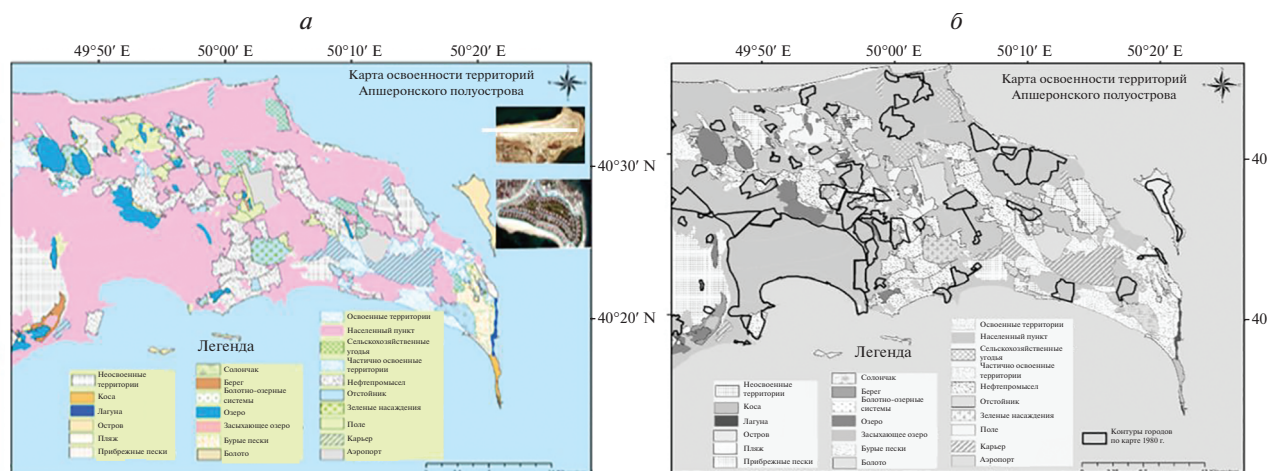 а
49°50′ E 50°00′ E 50°10′ E 50°20′ E
Карта освоенности территорий
Апшеронского полуострова
40°30′ N
40°20′ N
Легенда
Неосвоенные
территории
Коса
Лагуна
Остров
Пляж
Прибрежные пески
Солончак
Берег
Болотно-озерные
системы
Озеро
Засыхающее озеро
Бурые пески
Болото
Освоенные территории
Населенный пункт
Сельскохозяйственные
угодья
Частично освоенные
территории
Нефтепромысел
Отстойник
Зеленые насаждения
Поле
Карьер
Аэропорт
б
49°50′ E 50°00′ E 50°10′ E 50°20′ E
Карта освоенности территорий
Апшеронского полуострова
40
40
Легенда
Неосвоенные
территории
Коса
Лагуна
Остров
Пляж
Прибрежные пески
Солончак
Берег
Болотно-озерные
системы
Озеро
Засыхающее озеро
Бурые пески
Болото
Освоенные территории
Населенный пункт
Сельскохозяйственные
угодья
Частично освоенные
территории
Нефтепромысел
Отстойник
Зеленые насаждения
Поле
Карьер
Аэропорт
Контуры городов
по карте 1980 г.